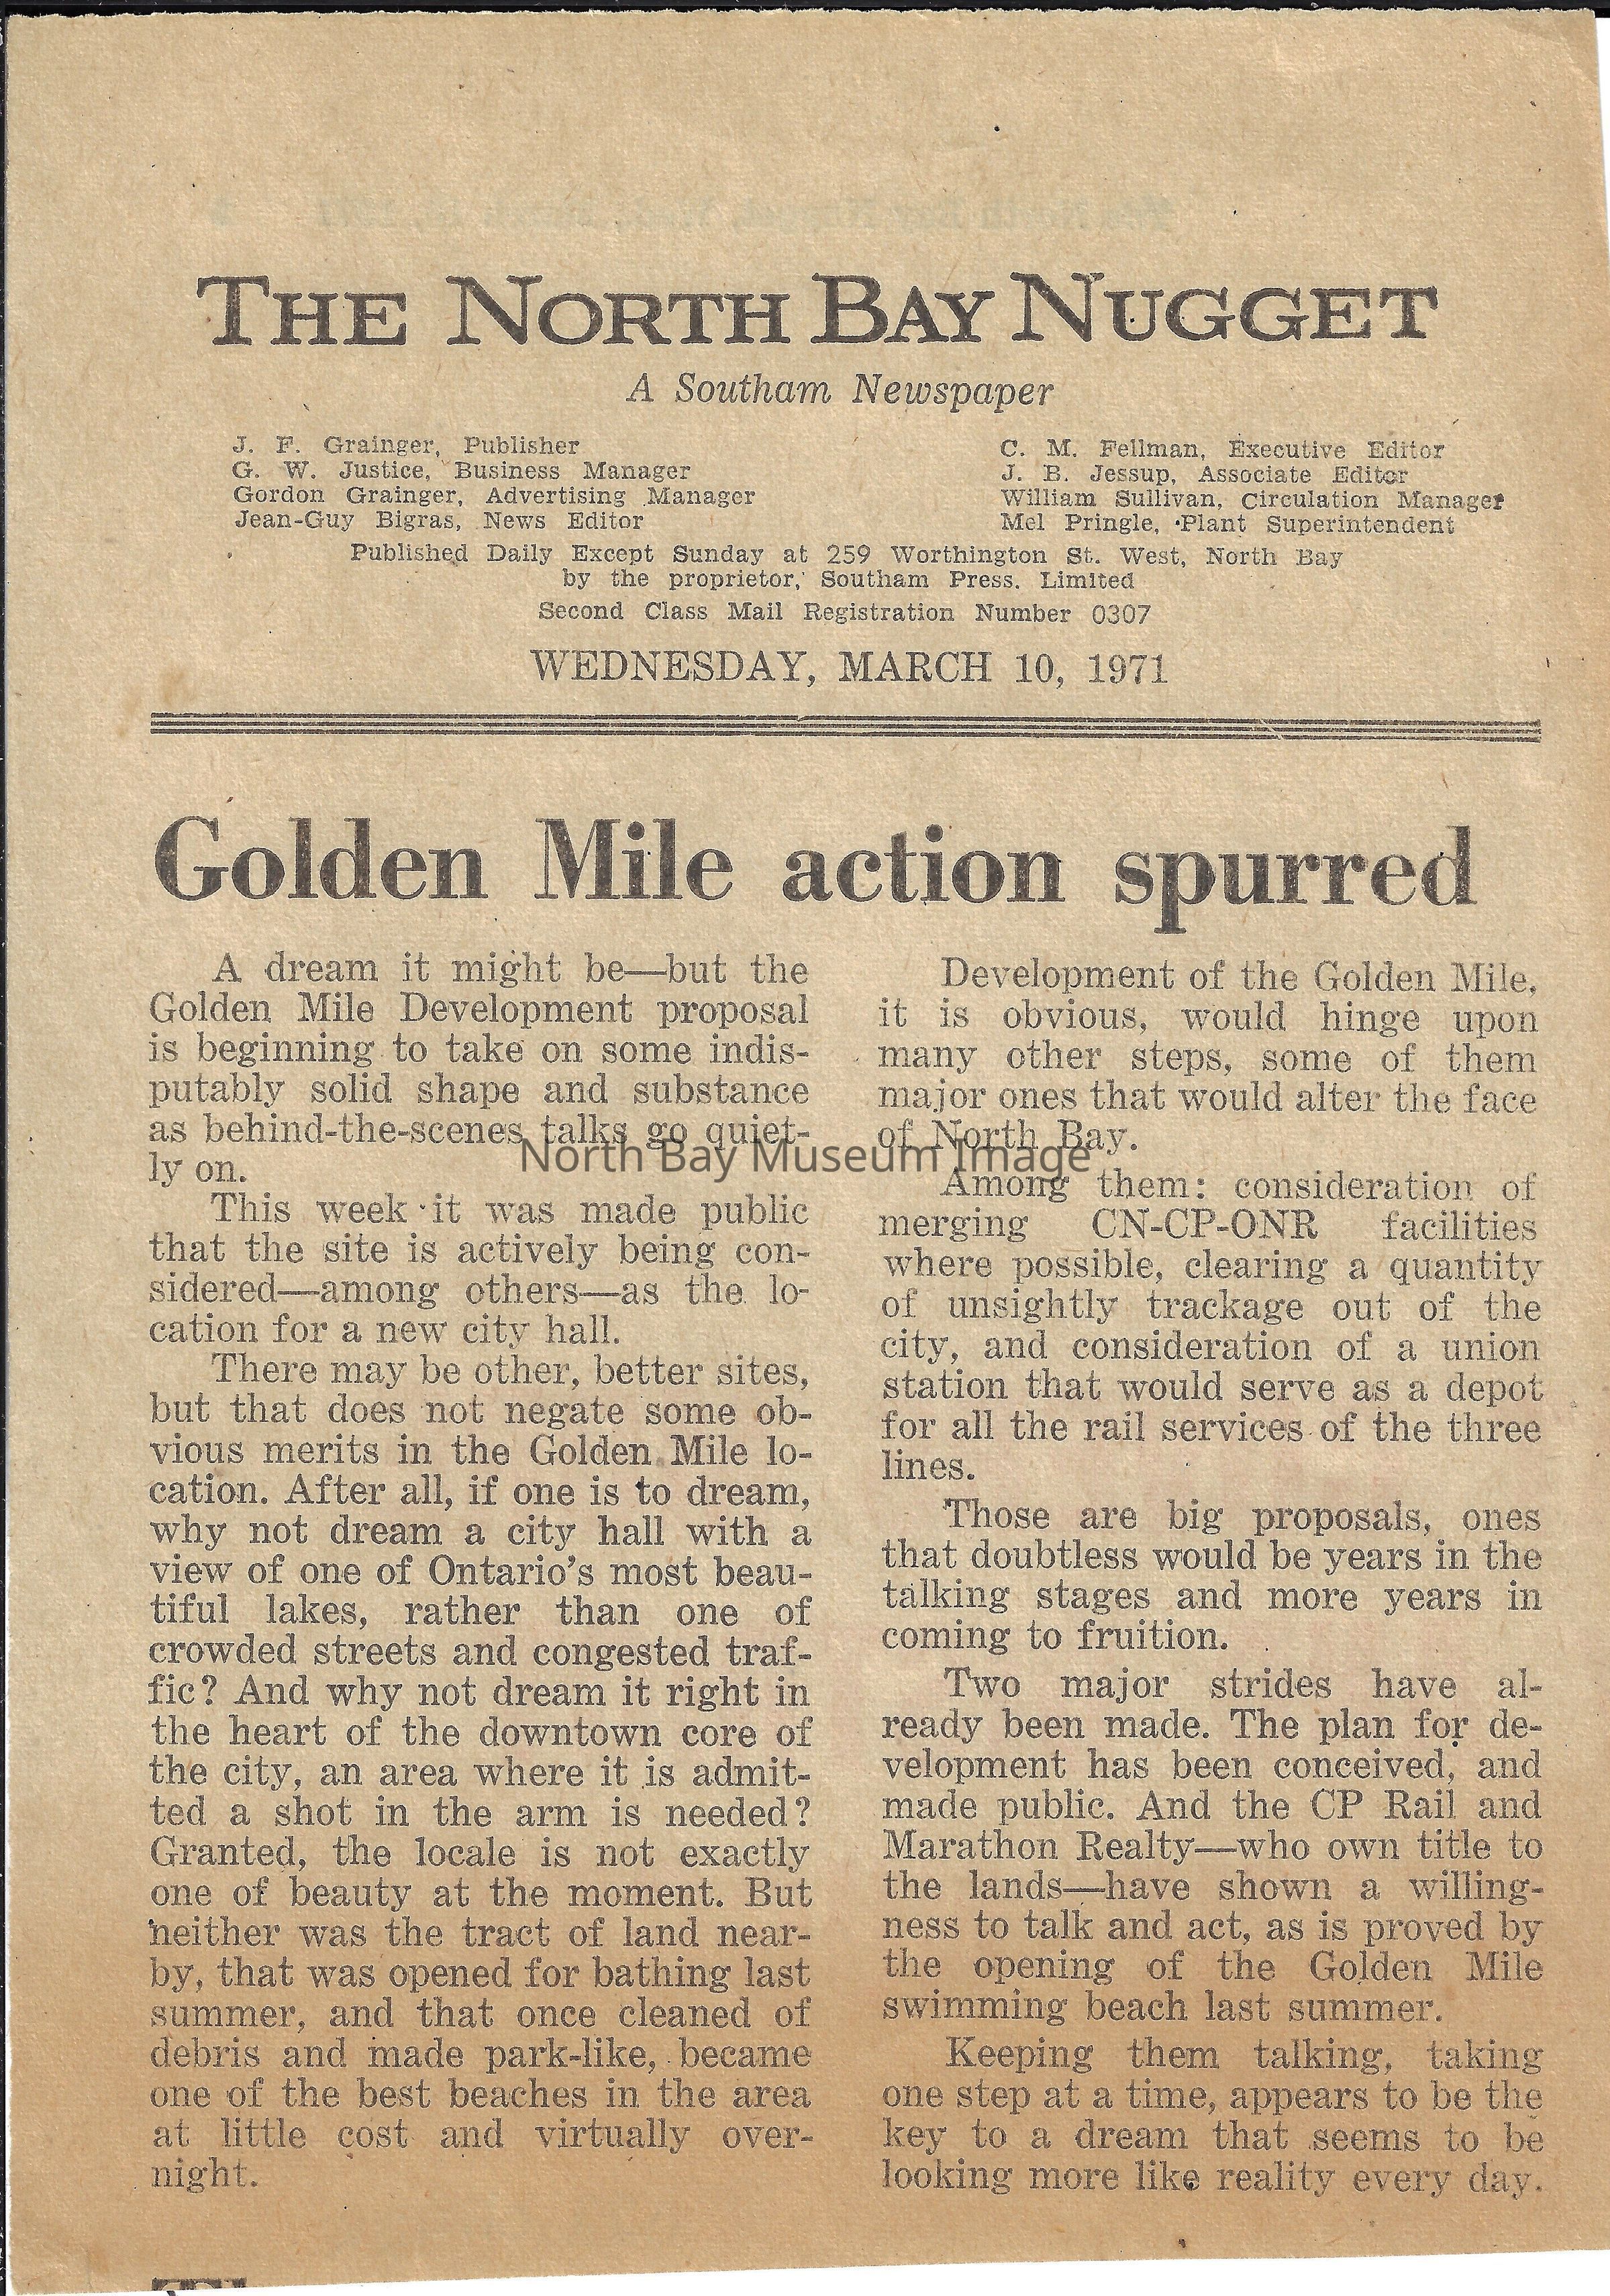 THE NORTH BAY NUGGET
A Southam Newspaper
J. F. Grainger, Publisher
G. W. Justice, Business Manager
Gordon Grainger, Advertising Manager
Jean-Guy Bigras, News Editor
C. M. Fellman, Executive Editor
J. B. Jessup, Associate Editor
William Sullivan, Circulation Manager
Mel Pringle, Plant Superintendent
Published Daily Except Sunday at 259 Worthington St. West, North Bay
by the proprietor, Southam Press. Limited
Second Class Mail Registration Number 0307
WEDNESDAY, MARCH 10, 1971
Golden Mile action spurred
A dream it might be—but the
Golden Mile Development proposal
is beginning to take on some indis-
putably solid shape and substance
as behind-the-scenes talks go quiet-
ly on.
This week it was made public
that the site is actively being con-
sidered—among others—as the lo-
cation for a new city hall.
There may be other, better sites,
but that does not negate some ob-
vious merits in the Golden Mile lo-
cation. After all, if one is to dream,
why not dream a city hall with a
view of one of Ontario's most beau-
tiful lakes, rather than one of
crowded streets and congested traf-
fic? And why not dream it right in
the heart of the downtown core of
the city, an area where it is admit-
ted a shot in the arm is needed?
Granted, the locale is not exactly
one of beauty at the moment. But
neither was the tract of land near-
by, that was opened for bathing last
summer, and that once cleaned of
debris and made park-like, became
one of the best beaches in the area
at little cost and virtually over-
night.
Development of the Golden Mile,
it is obvious, would hinge upon
many other steps, some of them
major ones that would alter the face
of North Bay.
Among them: consideration of
merging CN-CP-ONR facilities
where possible, clearing a quantity
of unsightly trackage out of the
city, and consideration of a union
station that would serve as a depot
for all the rail services of the three
lines.
Those are big proposals, ones
that doubtless would be years in the
talking stages and more years in
coming to fruition.
Two major strides have al-
ready been made. The plan for de-
velopment has been conceived, and
made public. And the CP Rail and
Marathon Realty—who own title to
the lands—have shown a willing-
ness to talk and act, as is proved by
the opening of the Golden Mile
swimming beach last summer.
Keeping them talking, taking
one step at a time, appears to be the
key to a dream that seems to be
looking more like reality every day.
North Bay Museum Image